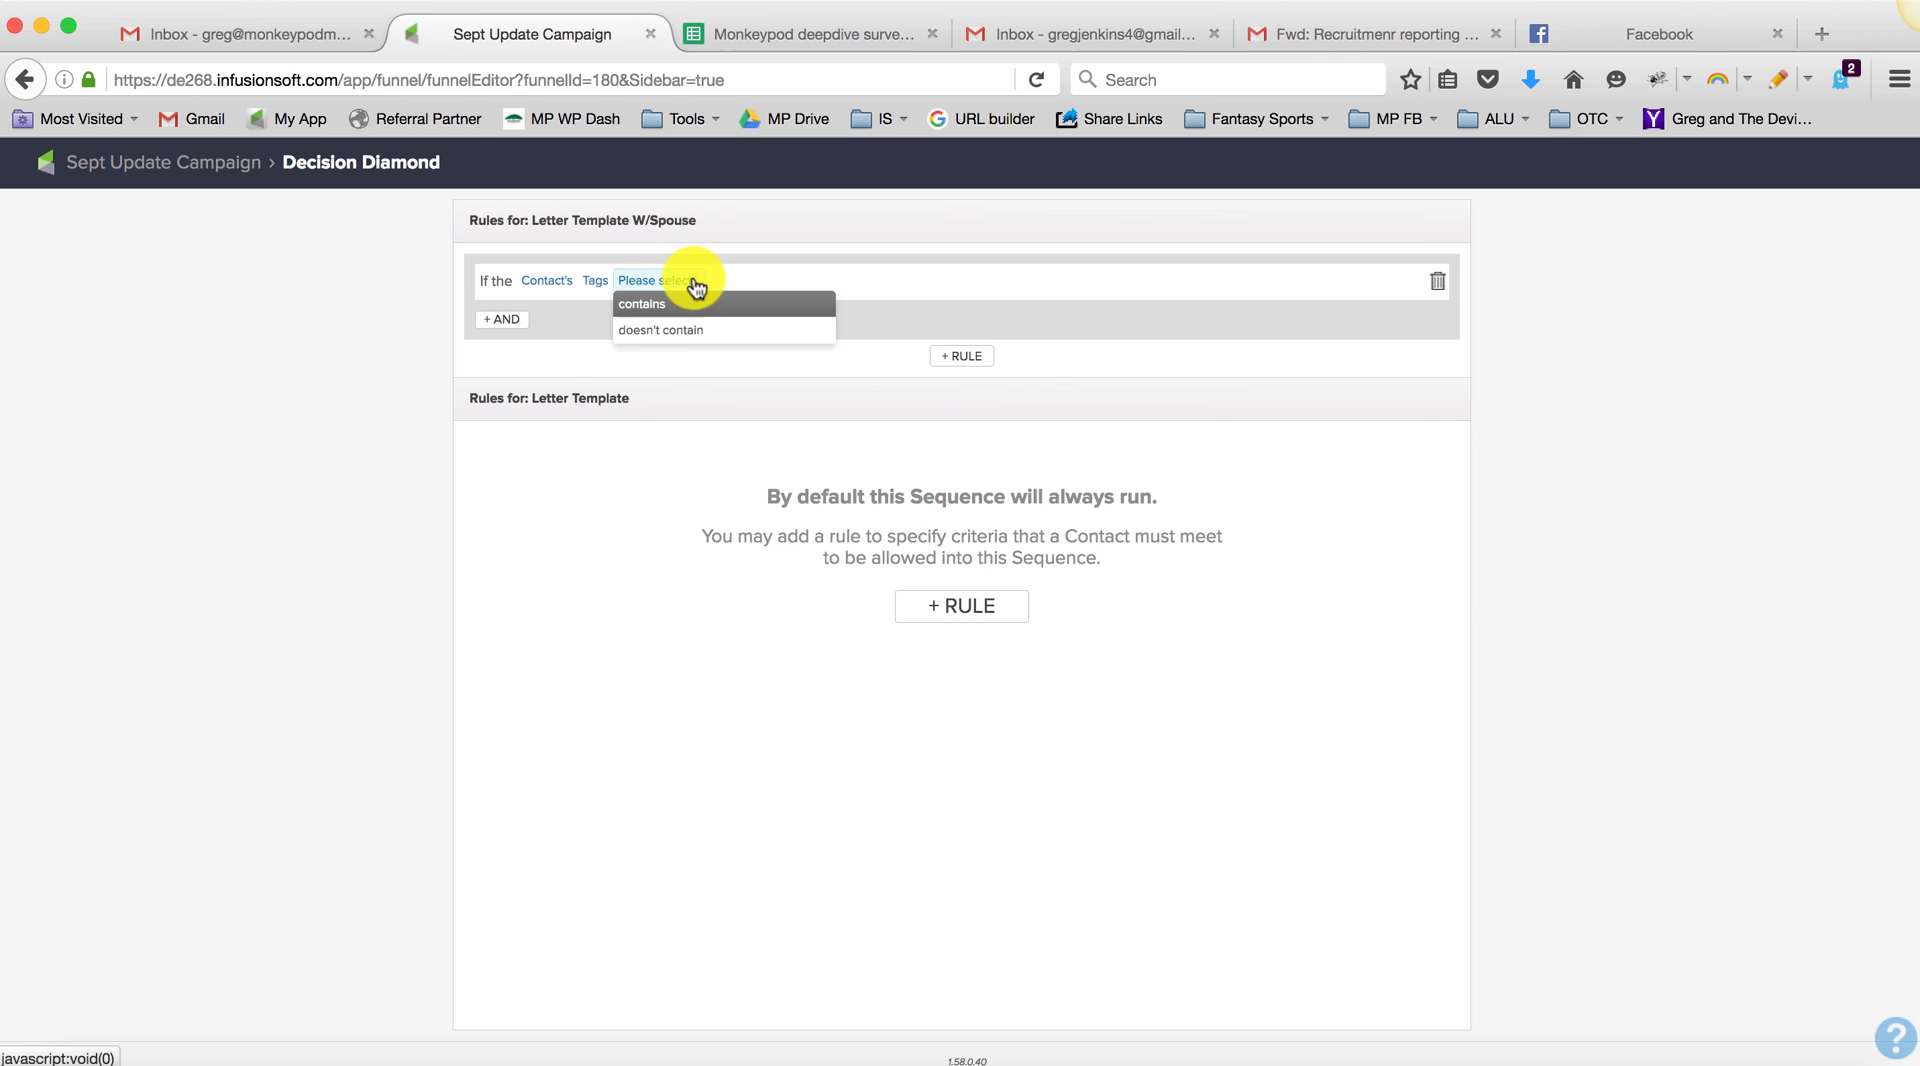 Inbox - greg@monkeypodm...
Sept Update Campaign
Monkeypod deepdive surve...
Inbox - gregjenkins4@gmail...
Fwd: Recruitmenr reporting ...
Facebook
https://de268.infusionsoft.com/app/funnel/funnelEditor?funnelId=180&Sidebar=true
Search
2
Most Visited
Gmail
My App
Referral Partner
MP WP Dash
Tools
MP Drive
IS
URL builder
Share Links
Fantasy Sports
MP FB
ALU
OTC
Greg and The Devi...
Sept Update Campaign › Decision Diamond
Rules for: Letter Template W/Spouse
If the Contact's Tags Please select
contains
doesn't contain
+ AND
+ RULE
Rules for: Letter Template
By default this Sequence will always run.
You may add a rule to specify criteria that a Contact must meet
to be allowed into this Sequence.
+ RULE
javascript:void(0)
1.58.0.40
?